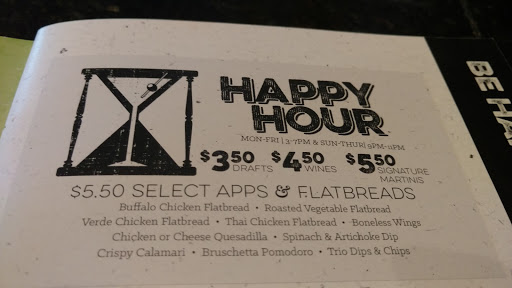 HAPPY
HOUR
MON-FRI | 3-7PM & SUN-THUR| 9PM-11PM
$3.50 DRAFTS $4.50 WINES $5.50 SIGNATURE MARTINIS
$5.50 SELECT APPS & FLATBREADS
Buffalo Chicken Flatbread • Roasted Vegetable Flatbread
Verde Chicken Flatbread • Thai Chicken Flatbread • Boneless Wings
Chicken or Cheese Quesadilla • Spinach & Artichoke Dip
Crispy Calamari • Bruschetta Pomodoro • Trio Dips & Chips
BE HA